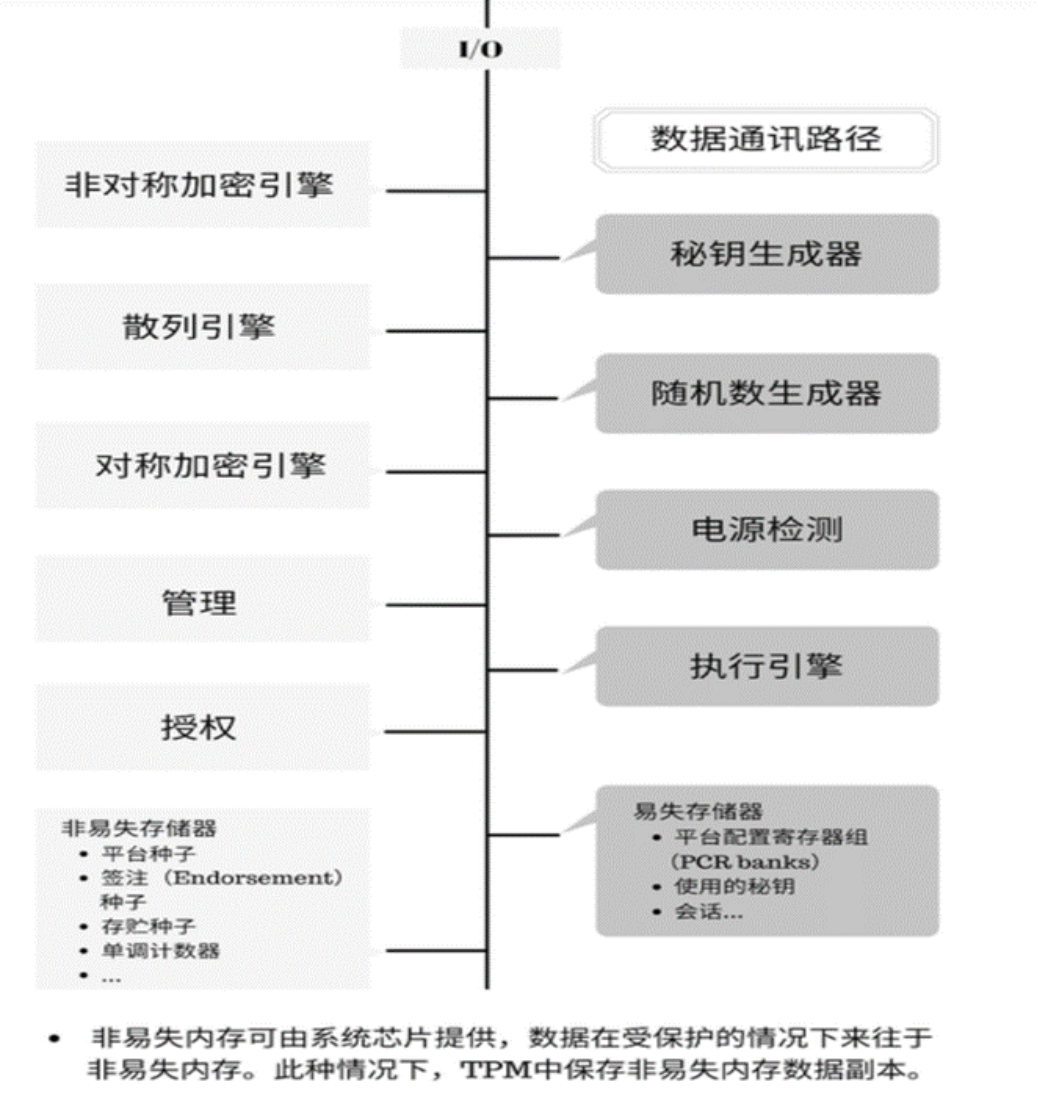 I/O
数据通讯路径
非对称加密引擎
秘钥生成器
散列引擎
随机数生成器
对称加密引擎
电源检测
管理
执行引擎
授权
非易失存储器
• 平台种子
• 签注（Endorsement）
种子
• 存贮种子
• 单调计数器
• ...
易失存储器
• 平台配置寄存器组
（PCR banks）
• 使用的秘钥
• 会话...
• 非易失内存可由系统芯片提供，数据在受保护的情况下来往于
非易失内存。此种情况下，TPM中保存非易失内存数据副本。